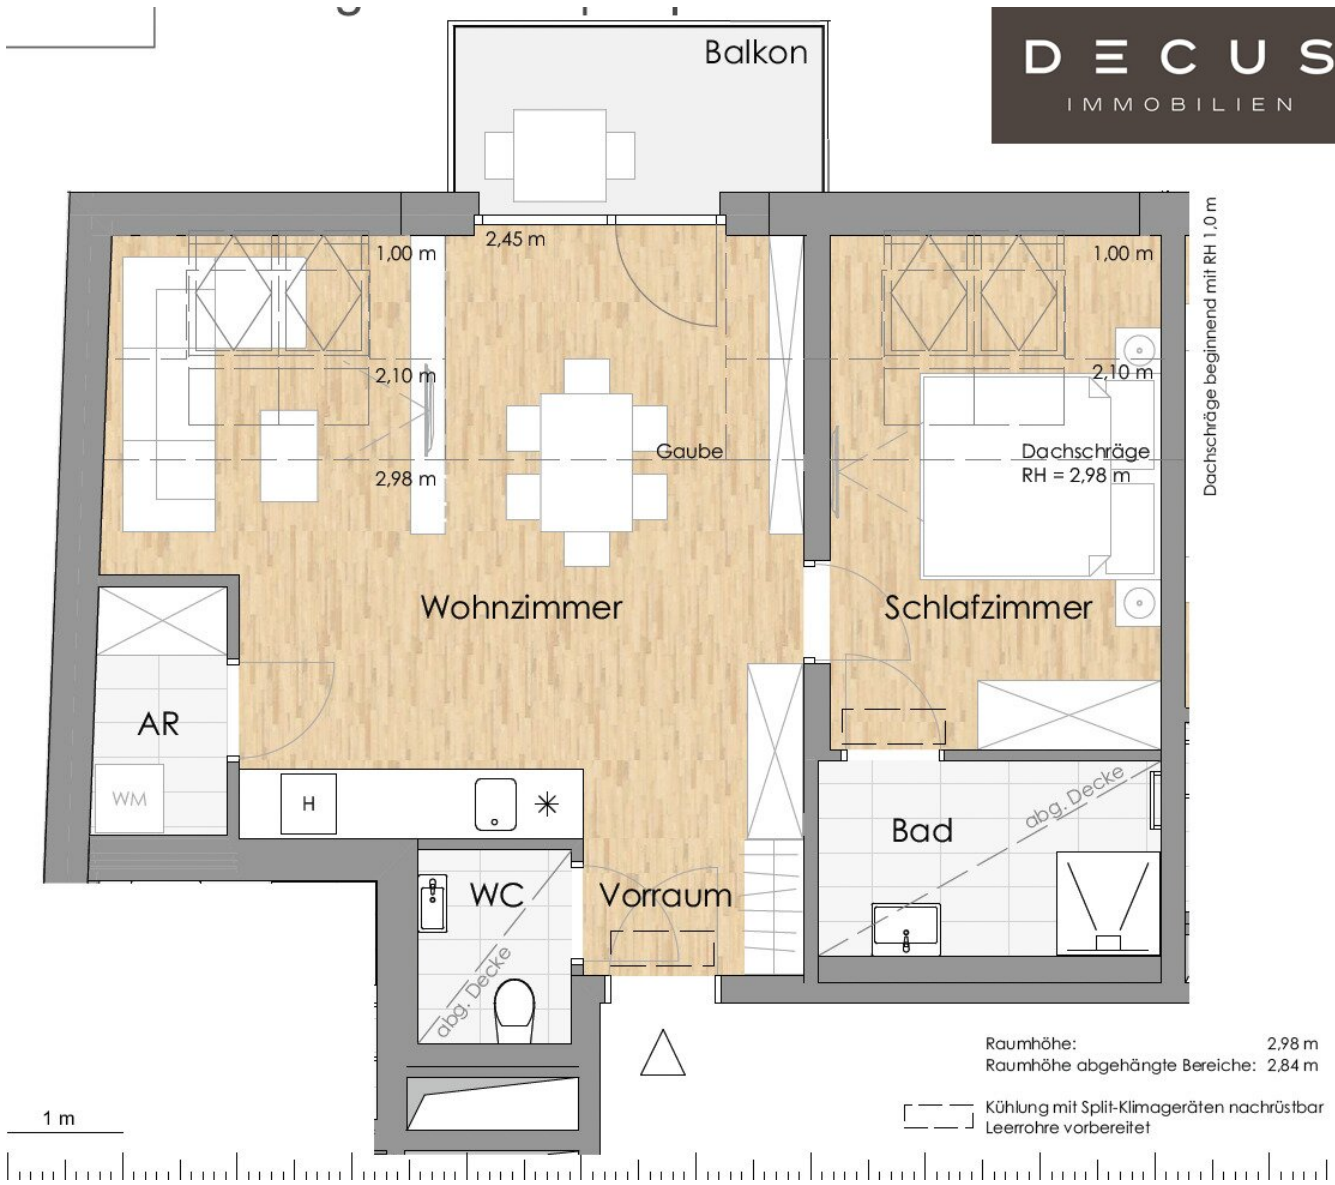 Balkon
DECUS
IMMOBILIEN
1,00 m
2,45 m
1,00 m
2,10 m
2,10 m
Gaube
Dachschräge
RH = 2,98 m
2,98 m
Dachschräge beginnend mit RH 1,0 m
Wohnzimmer
Schlafzimmer
AR
WM
H
Bad
abg. Decke
WC
Vorraum
abg. Decke
Raumhöhe: 2,98 m
Raumhöhe abgehängte Bereiche: 2,84 m
Kühlung mit Split-Klimageräten nachrüstbar
Leerrohre vorbereitet
1 m